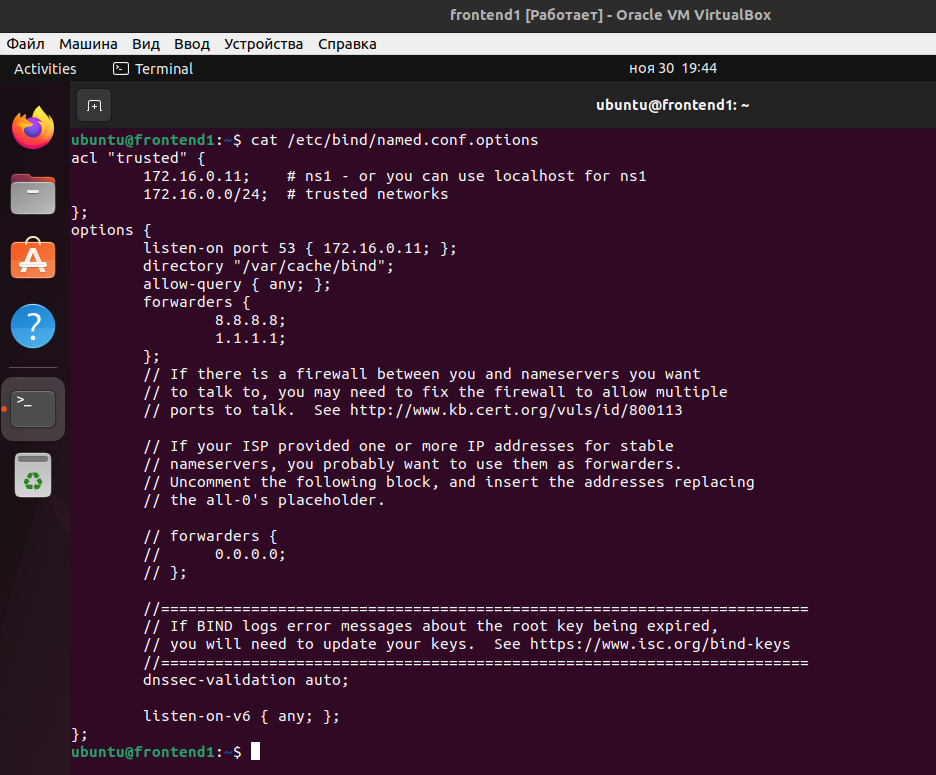 frontend1 [Работает] - Oracle VM VirtualBox
Файл Машина Вид Ввод Устройства Справка
Activities Terminal ноя 30 19:44
ubuntu@frontend1: ~
ubuntu@frontend1:~$ cat /etc/bind/named.conf.options
acl "trusted" {
        172.16.0.11;    # ns1 - or you can use localhost for ns1
        172.16.0.0/24;  # trusted networks
};
options {
        listen-on port 53 { 172.16.0.11; };
        directory "/var/cache/bind";
        allow-query { any; };
        forwarders {
                8.8.8.8;
                1.1.1.1;
        };
        // If there is a firewall between you and nameservers you want
        // to talk to, you may need to fix the firewall to allow multiple
        // ports to talk.  See http://www.kb.cert.org/vuls/id/800113

        // If your ISP provided one or more IP addresses for stable
        // nameservers, you probably want to use them as forwarders.
        // Uncomment the following block, and insert the addresses replacing
        // the all-0's placeholder.

        // forwarders {
        //      0.0.0.0;
        // };

        //========================================================================
        // If BIND logs error messages about the root key being expired,
        // you will need to update your keys.  See https://www.isc.org/bind-keys
        //========================================================================
        dnssec-validation auto;

        listen-on-v6 { any; };
};
ubuntu@frontend1:~$